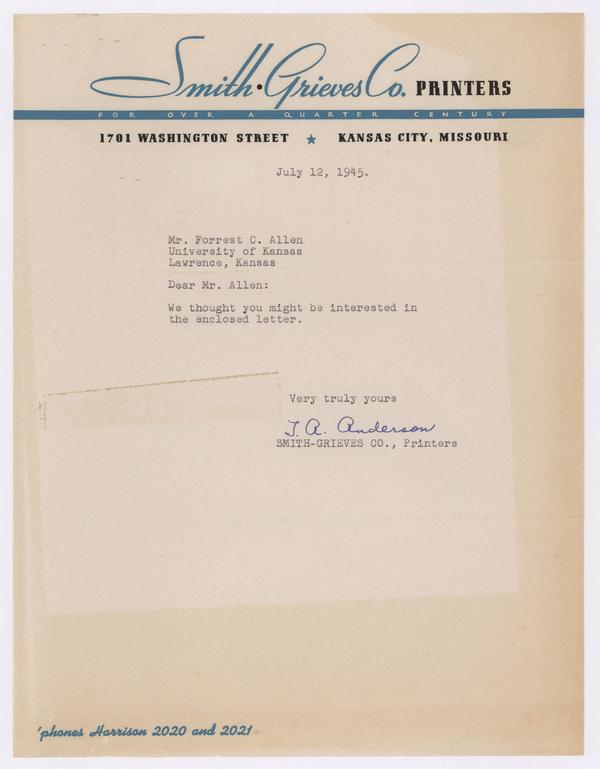 Smith·Grieves Co. PRINTERS
FOR OVER A QUARTER CENTURY
1701 WASHINGTON STREET ★ KANSAS CITY, MISSOURI
July 12, 1945.
Mr. Forrest C. Allen
University of Kansas
Lawrence, Kansas
Dear Mr. Allen:
We thought you might be interested in
the enclosed letter.
Very truly yours
T. A. Anderson
SMITH-GRIEVES CO., Printers
'phones Harrison 2020 and 2021